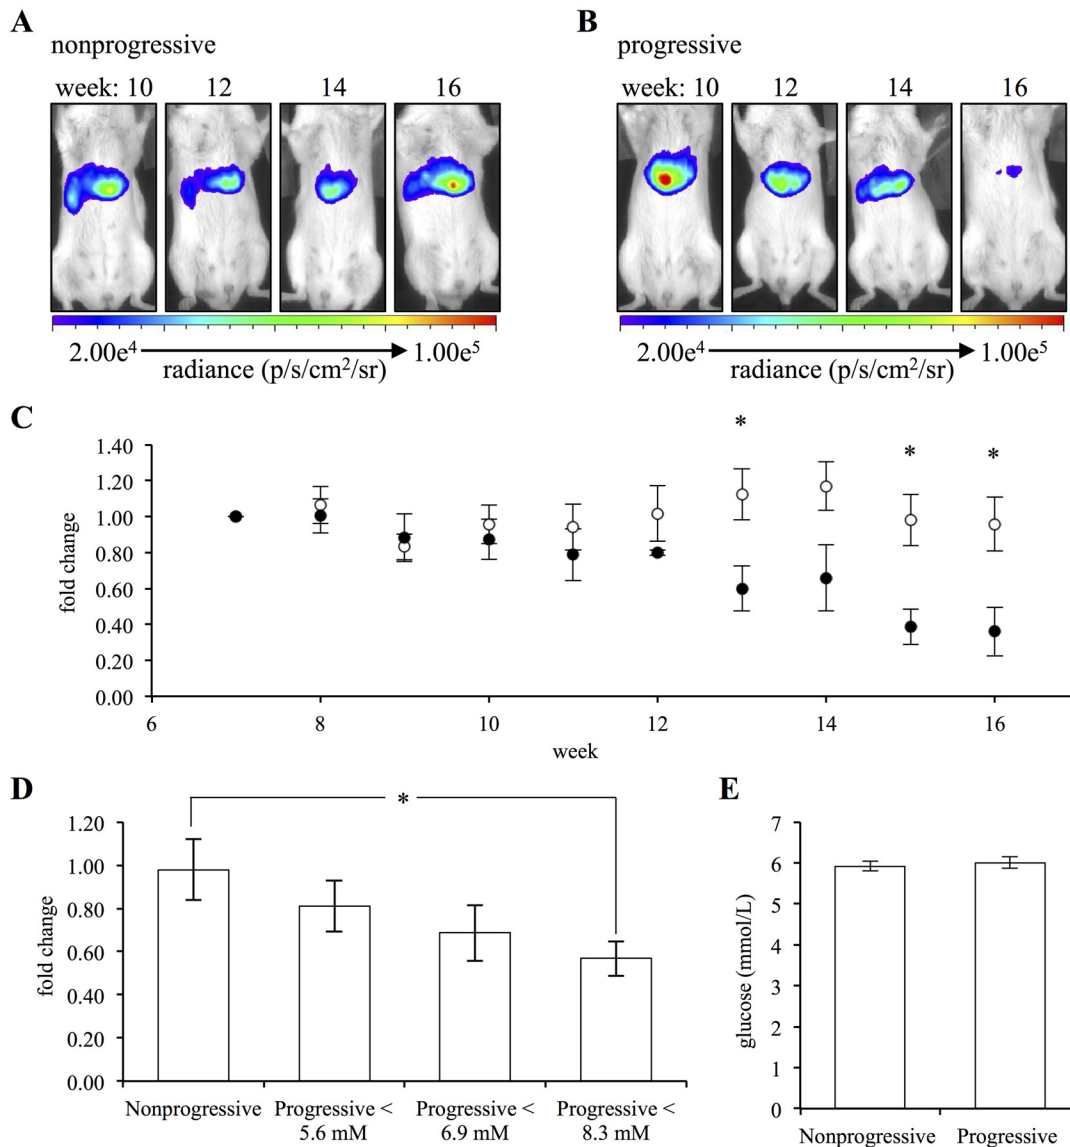 A
nonprogressive
week: 10 12 14 16
2.00e⁴ 1.00e⁵
radiance (p/s/cm²/sr)
B
progressive
week: 10 12 14 16
2.00e⁴ 1.00e⁵
radiance (p/s/cm²/sr)
C
fold change
1.40
1.20
1.00
0.80
0.60
0.40
0.20
0.00
* * *
6 8 10 12 14 16
week
D
fold change
1.20
1.00
0.80
0.60
0.40
0.20
0.00
*
Nonprogressive Progressive < Progressive < Progressive <
5.6 mM 6.9 mM 8.3 mM
E
glucose (mmol/L)
7
6
5
4
3
2
1
0
Nonprogressive Progressive